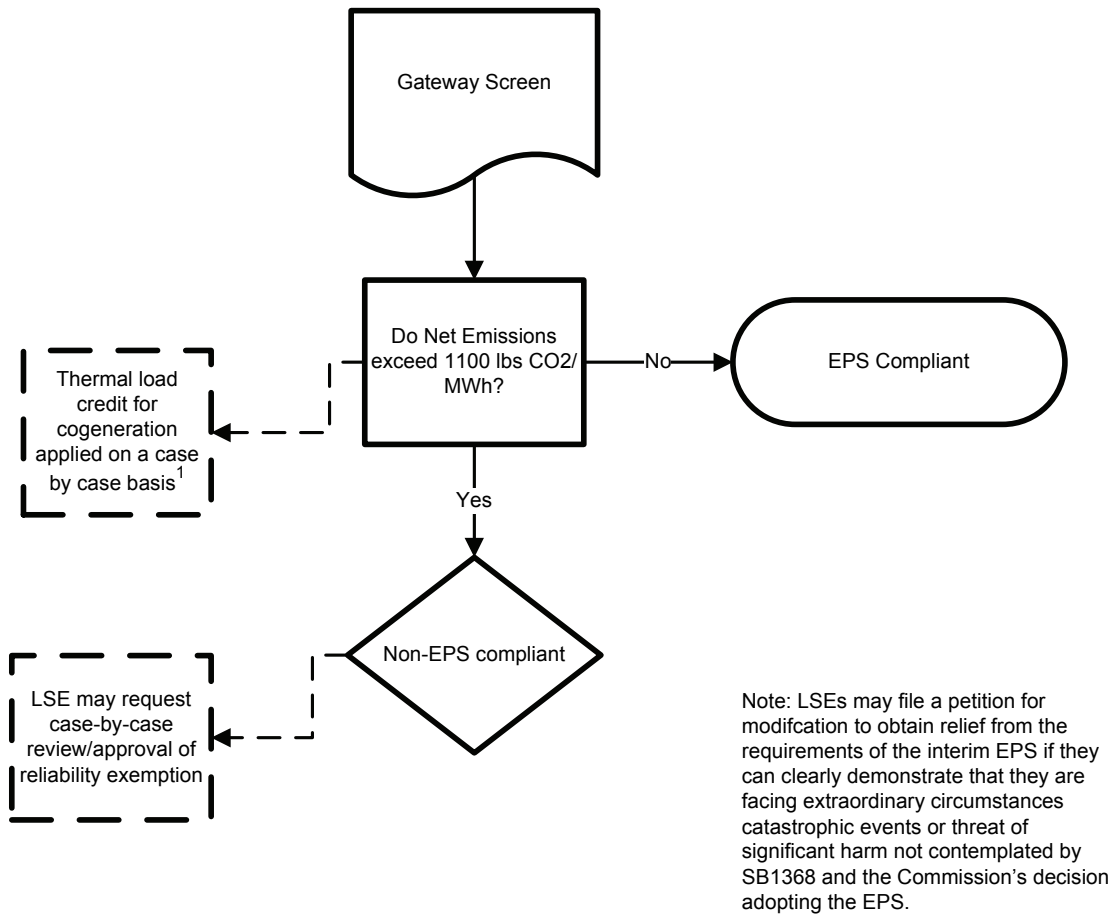 Gateway Screen
Do Net Emissions
exceed 1100 lbs CO2/
MWh?
No
EPS Compliant
Thermal load
credit for
cogeneration
applied on a case
by case basis1
Yes
Non-EPS compliant
LSE may request
case-by-case
review/approval of
reliability exemption
Note: LSEs may file a petition for
modifcation to obtain relief from the
requirements of the interim EPS if they
can clearly demonstrate that they are
facing extraordinary circumstances
catastrophic events or threat of
significant harm not contemplated by
SB1368 and the Commission’s decision
adopting the EPS.